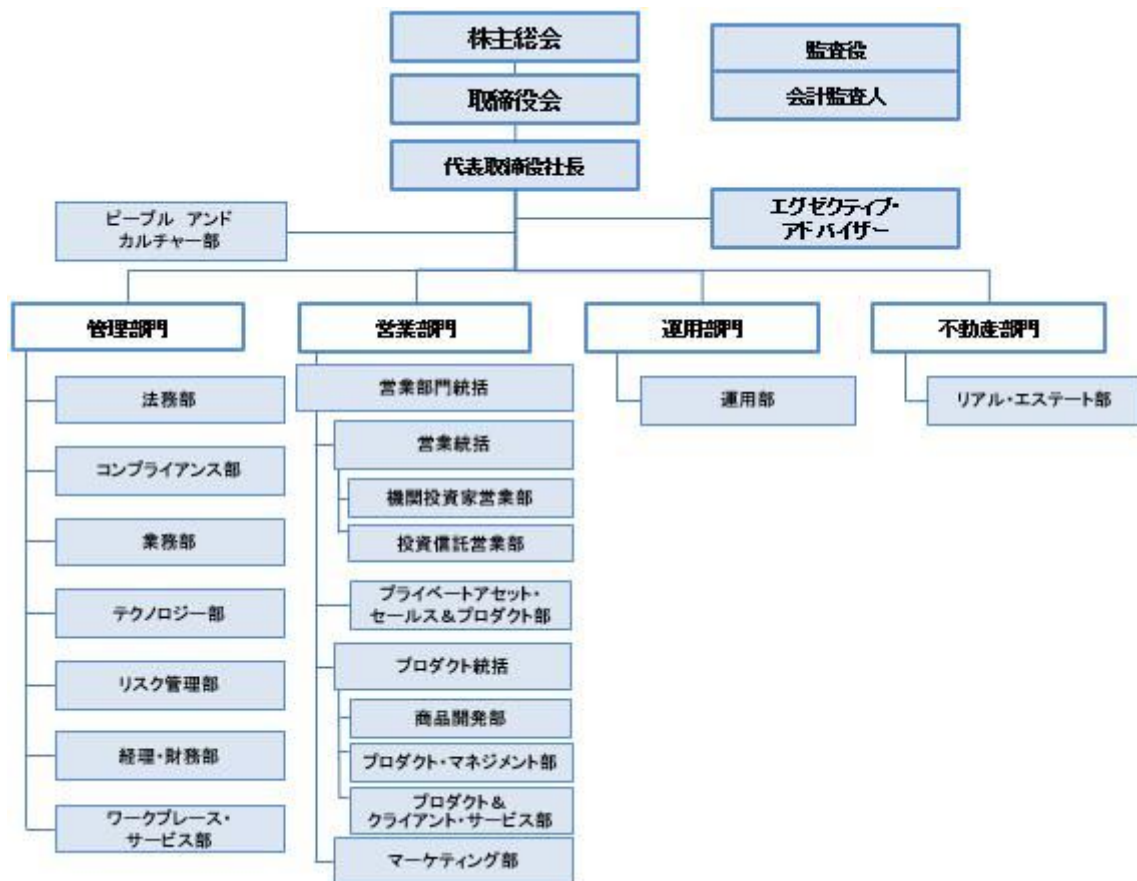 株主総会
監査役
取締役会
会計監査人
代表取締役社長
ピープル アンド
カルチャー部
エグゼクティブ・
アドバイザー
管理部門
営業部門
運用部門
不動産部門
法務部
コンプライアンス部
業務部
テクノロジー部
リスク管理部
経理・財務部
ワークプレース・
サービス部
営業部門統括
営業統括
機関投資家営業部
投資信託営業部
プライベートアセット・
セールス&プロダクト部
プロダクト統括
商品開発部
プロダクト・マネジメント部
プロダクト&
クライアント・サービス部
マーケティング部
運用部
リアル・エステート部